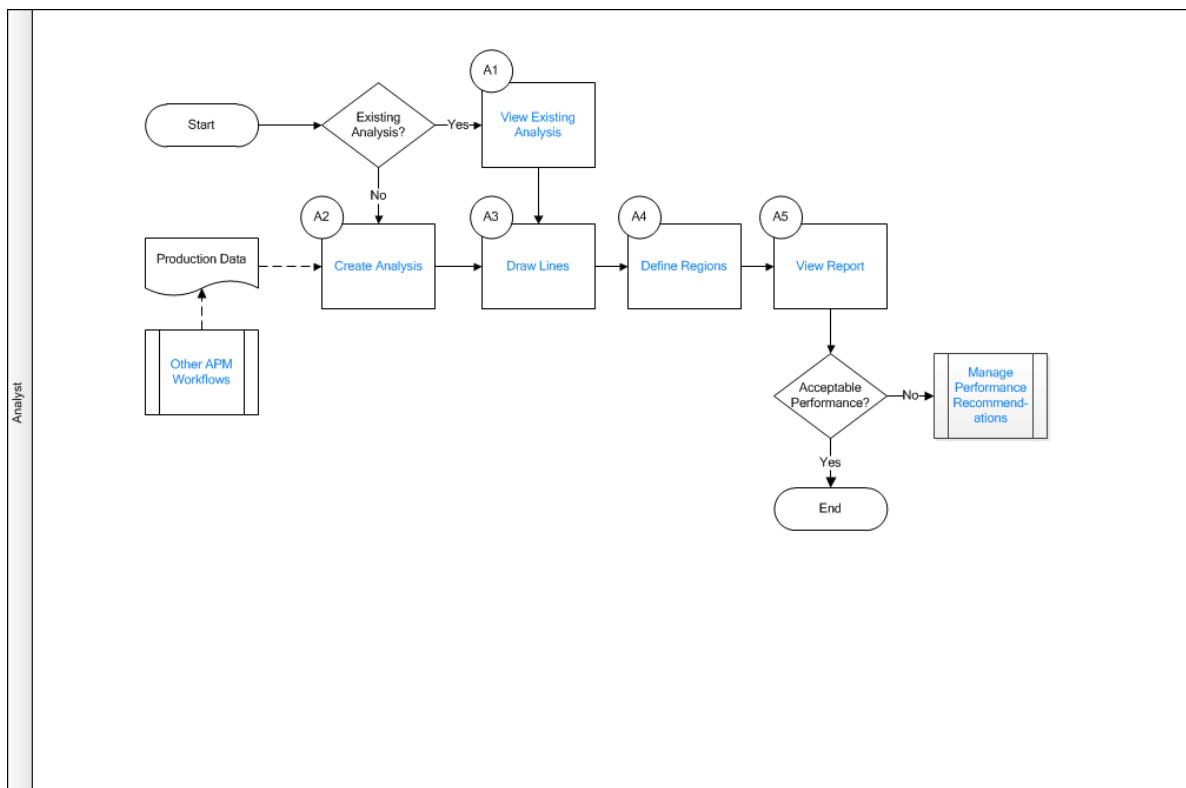 Analyst
Start
Existing
Analysis?
Yes
A1
View Existing
Analysis
No
A2
Create Analysis
A3
Draw Lines
A4
Define Regions
A5
View Report
Production Data
Other APM
Workflows
Acceptable
Performance?
No
Manage
Performance
Recommend-
ations
Yes
End